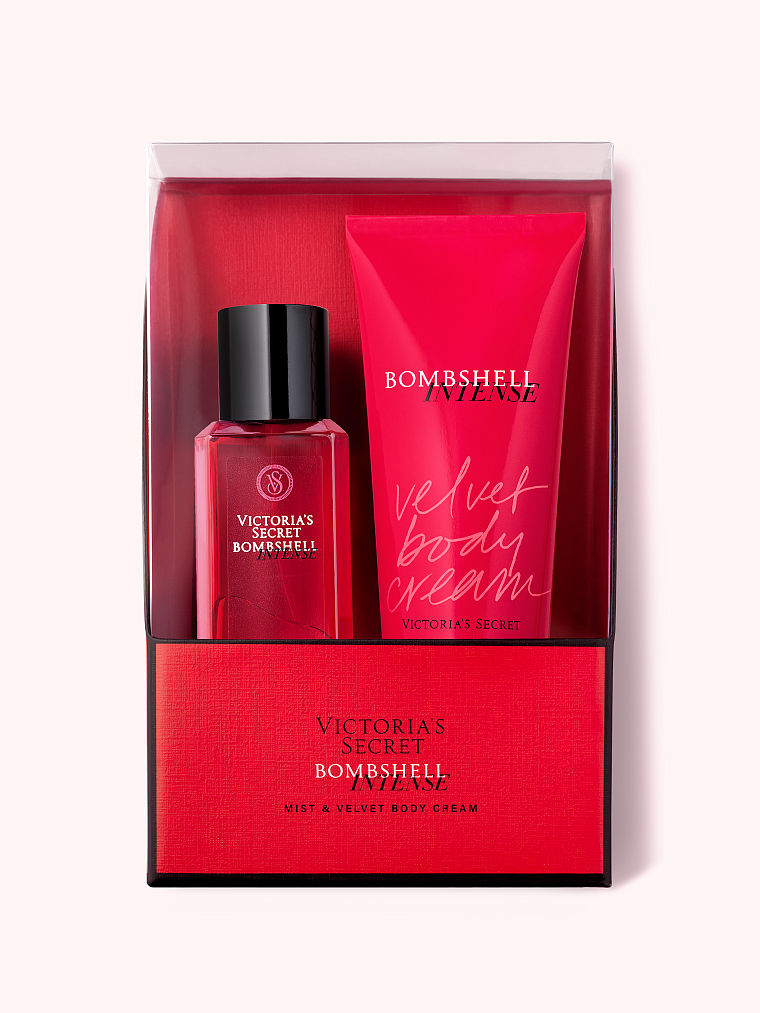 BOMBSHELL
INTENSE
velvet
body
cream
VICTORIA'S SECRET
VS
VICTORIA'S
SECRET
BOMBSHELL
INTENSE
VICTORIA'S
SECRET
BOMBSHELL
INTENSE
MIST & VELVET BODY CREAM